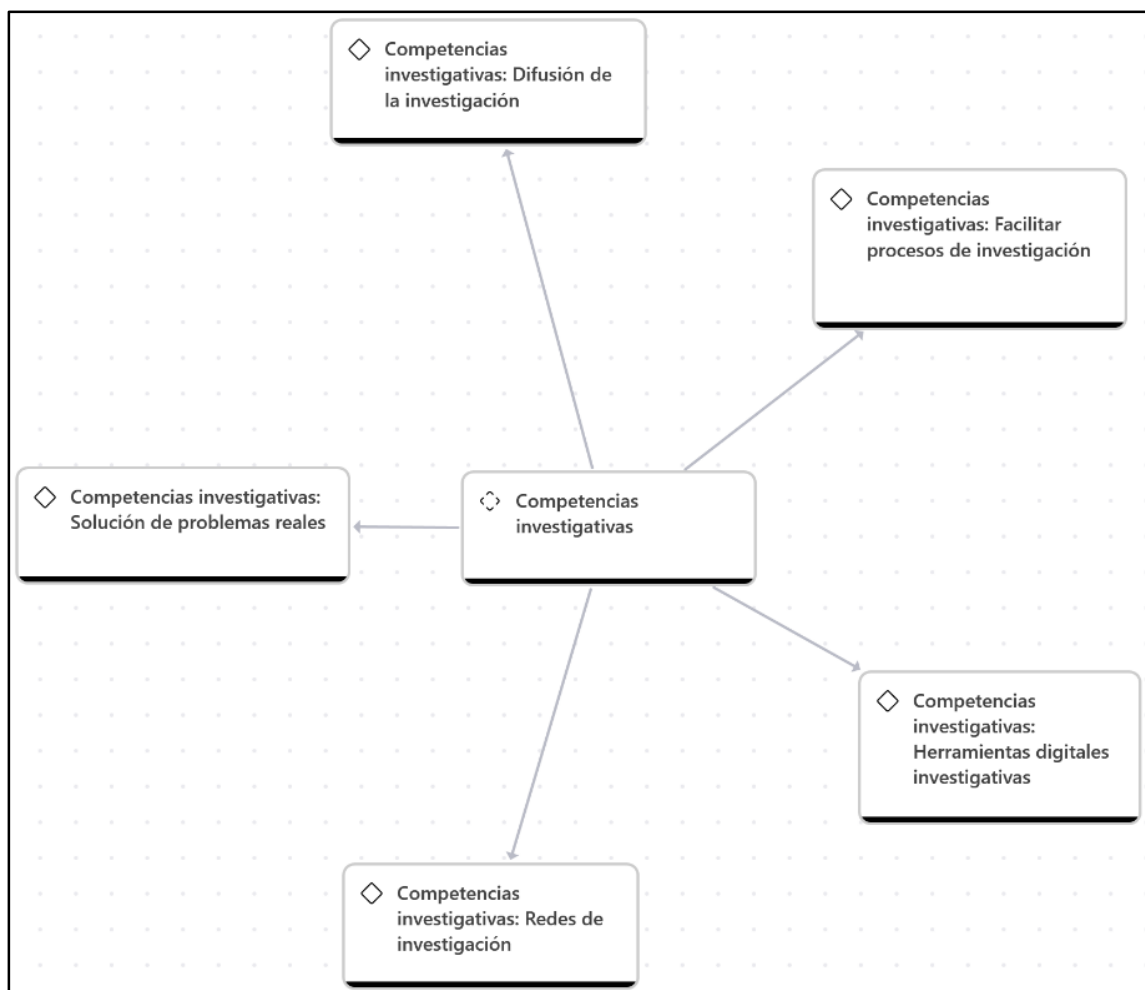 Competencias
investigativas: Difusión de
la investigación
Competencias
investigativas: Facilitar
procesos de investigación
Competencias investigativas:
Solución de problemas reales
Competencias
investigativas
Competencias
investigativas:
Herramientas digitales
investigativas
Competencias
investigativas: Redes de
investigación